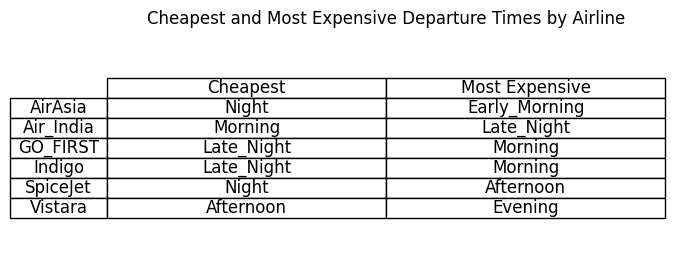 Cheapest and Most Expensive Departure Times by Airline
Cheapest Most Expensive
AirAsia Night Early_Morning
Air_India Morning Late_Night
GO_FIRST Late_Night Morning
Indigo Late_Night Morning
SpiceJet Night Afternoon
Vistara Afternoon Evening